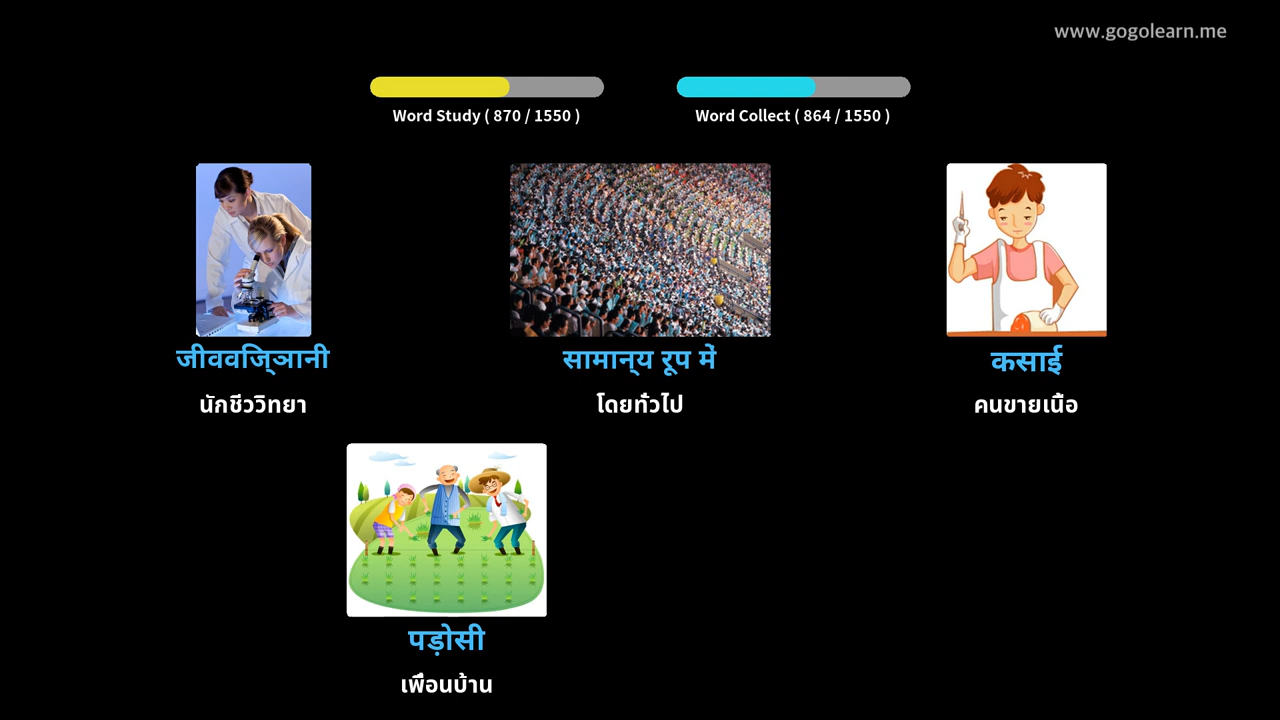 www.gogolearn.me
Word Study ( 870 / 1550 )
Word Collect ( 864 / 1550 )
जीवविज्ञानी
นักชีววิทยา
सामान्य रूप में
โดยทั่วไป
कसाई
คนขายเนื้อ
पड़ोसी
เพื่อนบ้าน